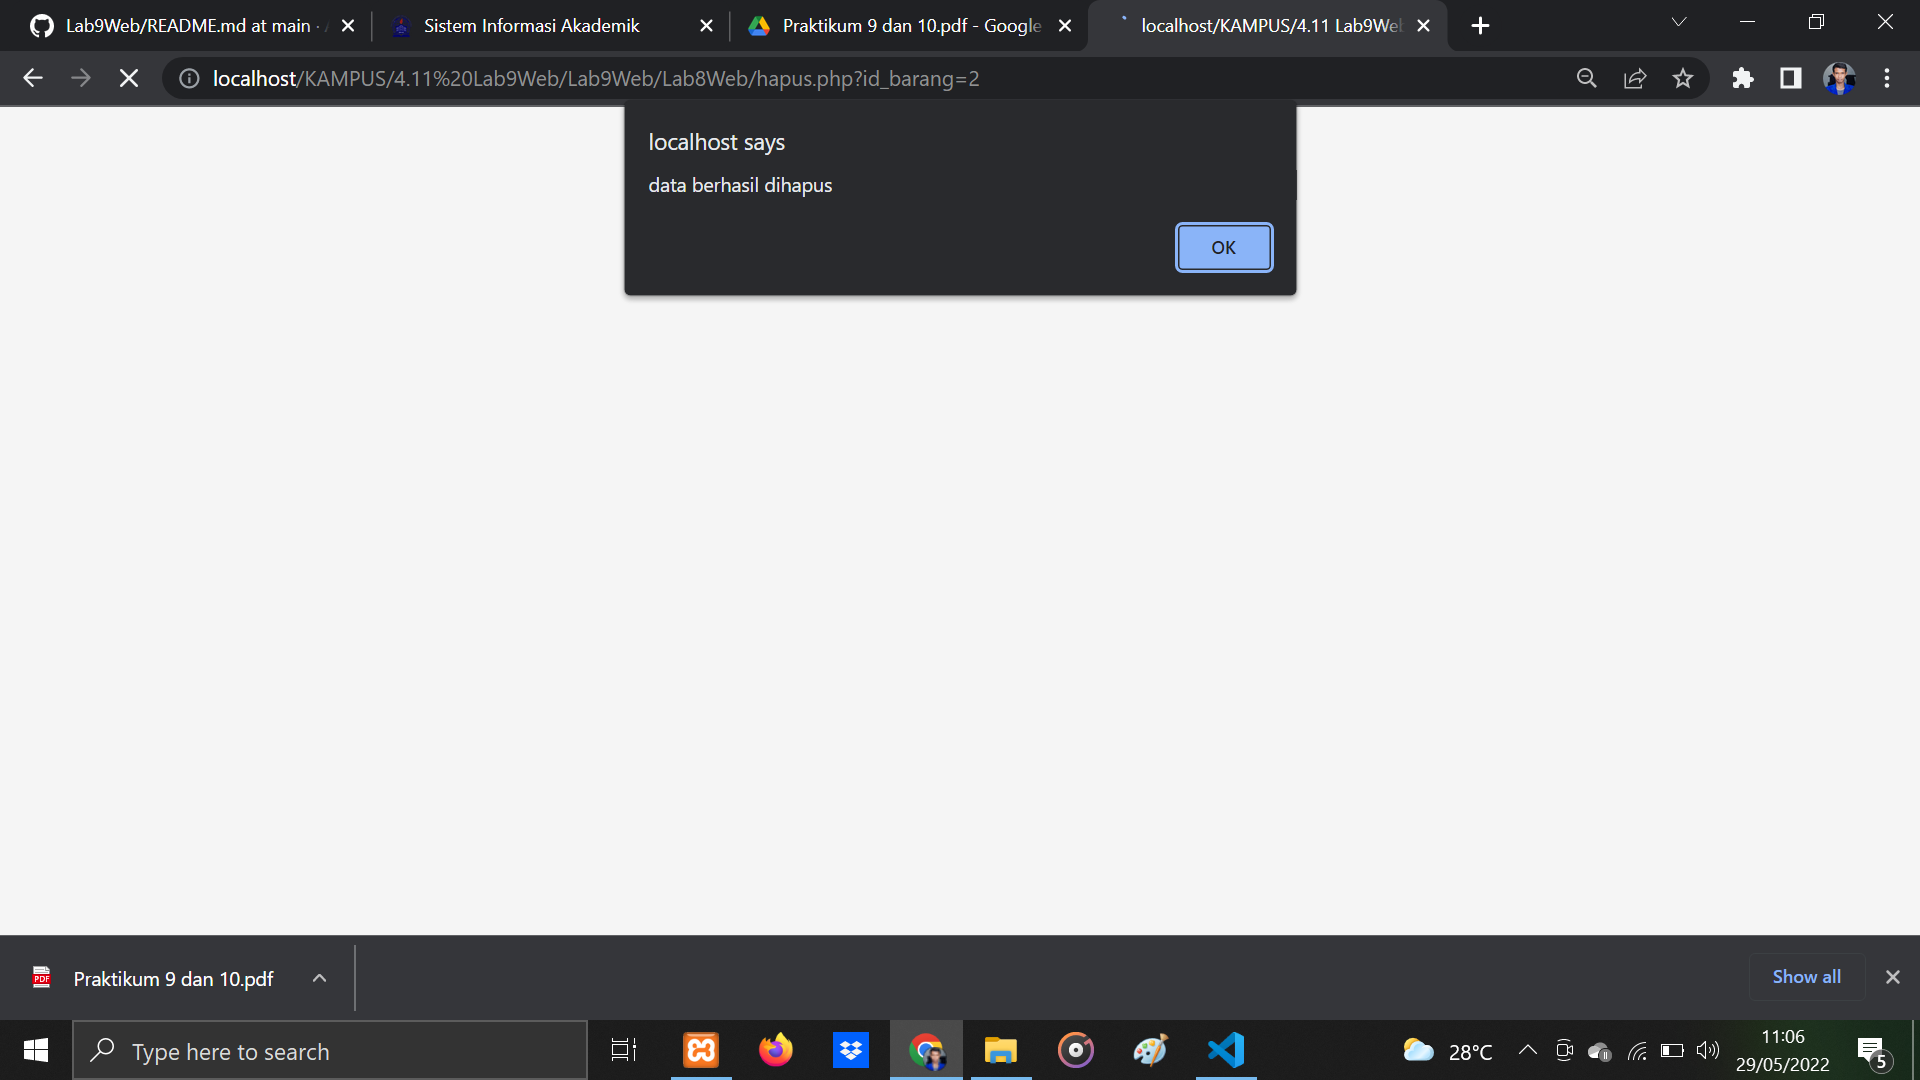 Lab9Web/README.md at main ·
Sistem Informasi Akademik
Praktikum 9 dan 10.pdf - Google
localhost/KAMPUS/4.11 Lab9Web
localhost/KAMPUS/4.11%20Lab9Web/Lab9Web/Lab8Web/hapus.php?id_barang=2
localhost says
data berhasil dihapus
OK
PDF
Praktikum 9 dan 10.pdf
Show all
Type here to search
28°C
11:06
29/05/2022
5